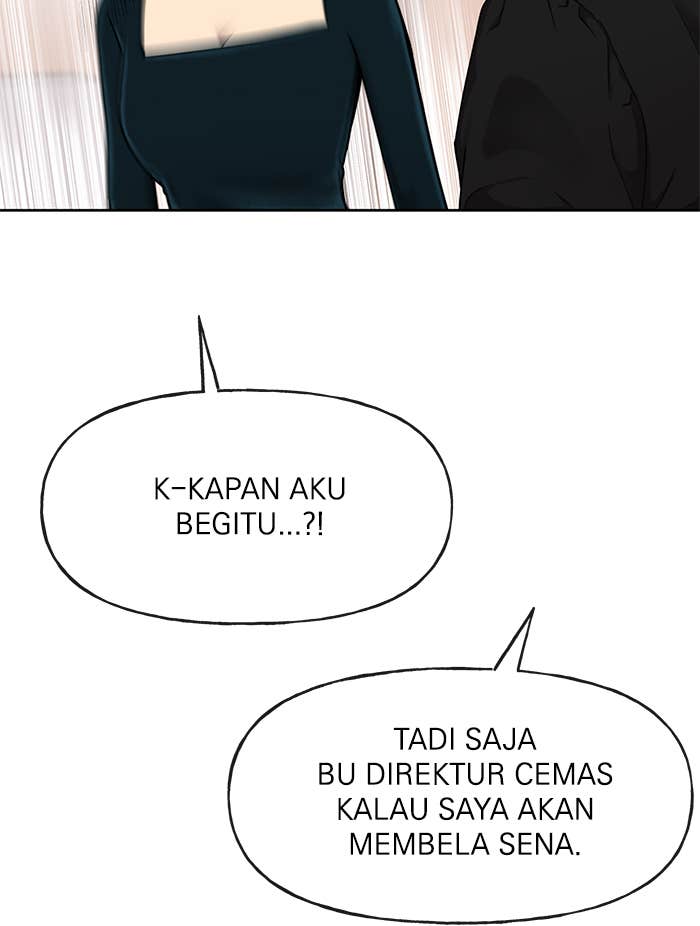 K-KAPAN AKU
BEGITU...?!
TADI SAJA
BU DIREKTUR CEMAS
KALAU SAYA AKAN
MEMBELA SENA.